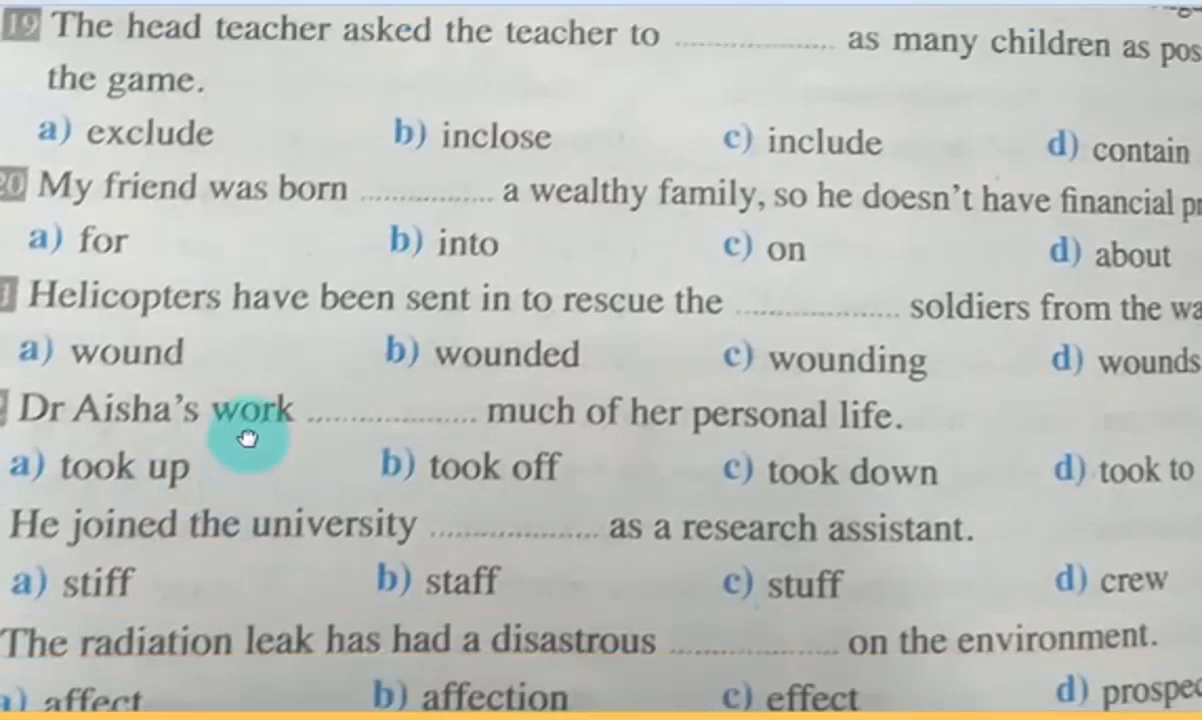 19 The head teacher asked the teacher to ................ as many children as pos
the game.
a) exclude b) inclose c) include d) contain
20 My friend was born ................ a wealthy family, so he doesn't have financial pr
a) for b) into c) on d) about
Helicopters have been sent in to rescue the ................ soldiers from the wa
a) wound b) wounded c) wounding d) wounds
Dr Aisha's work ................ much of her personal life.
a) took up b) took off c) took down d) took to
He joined the university ................ as a research assistant.
a) stiff b) staff c) stuff d) crew
The radiation leak has had a disastrous ................ on the environment.
a) affect b) affection c) effect d) prospec